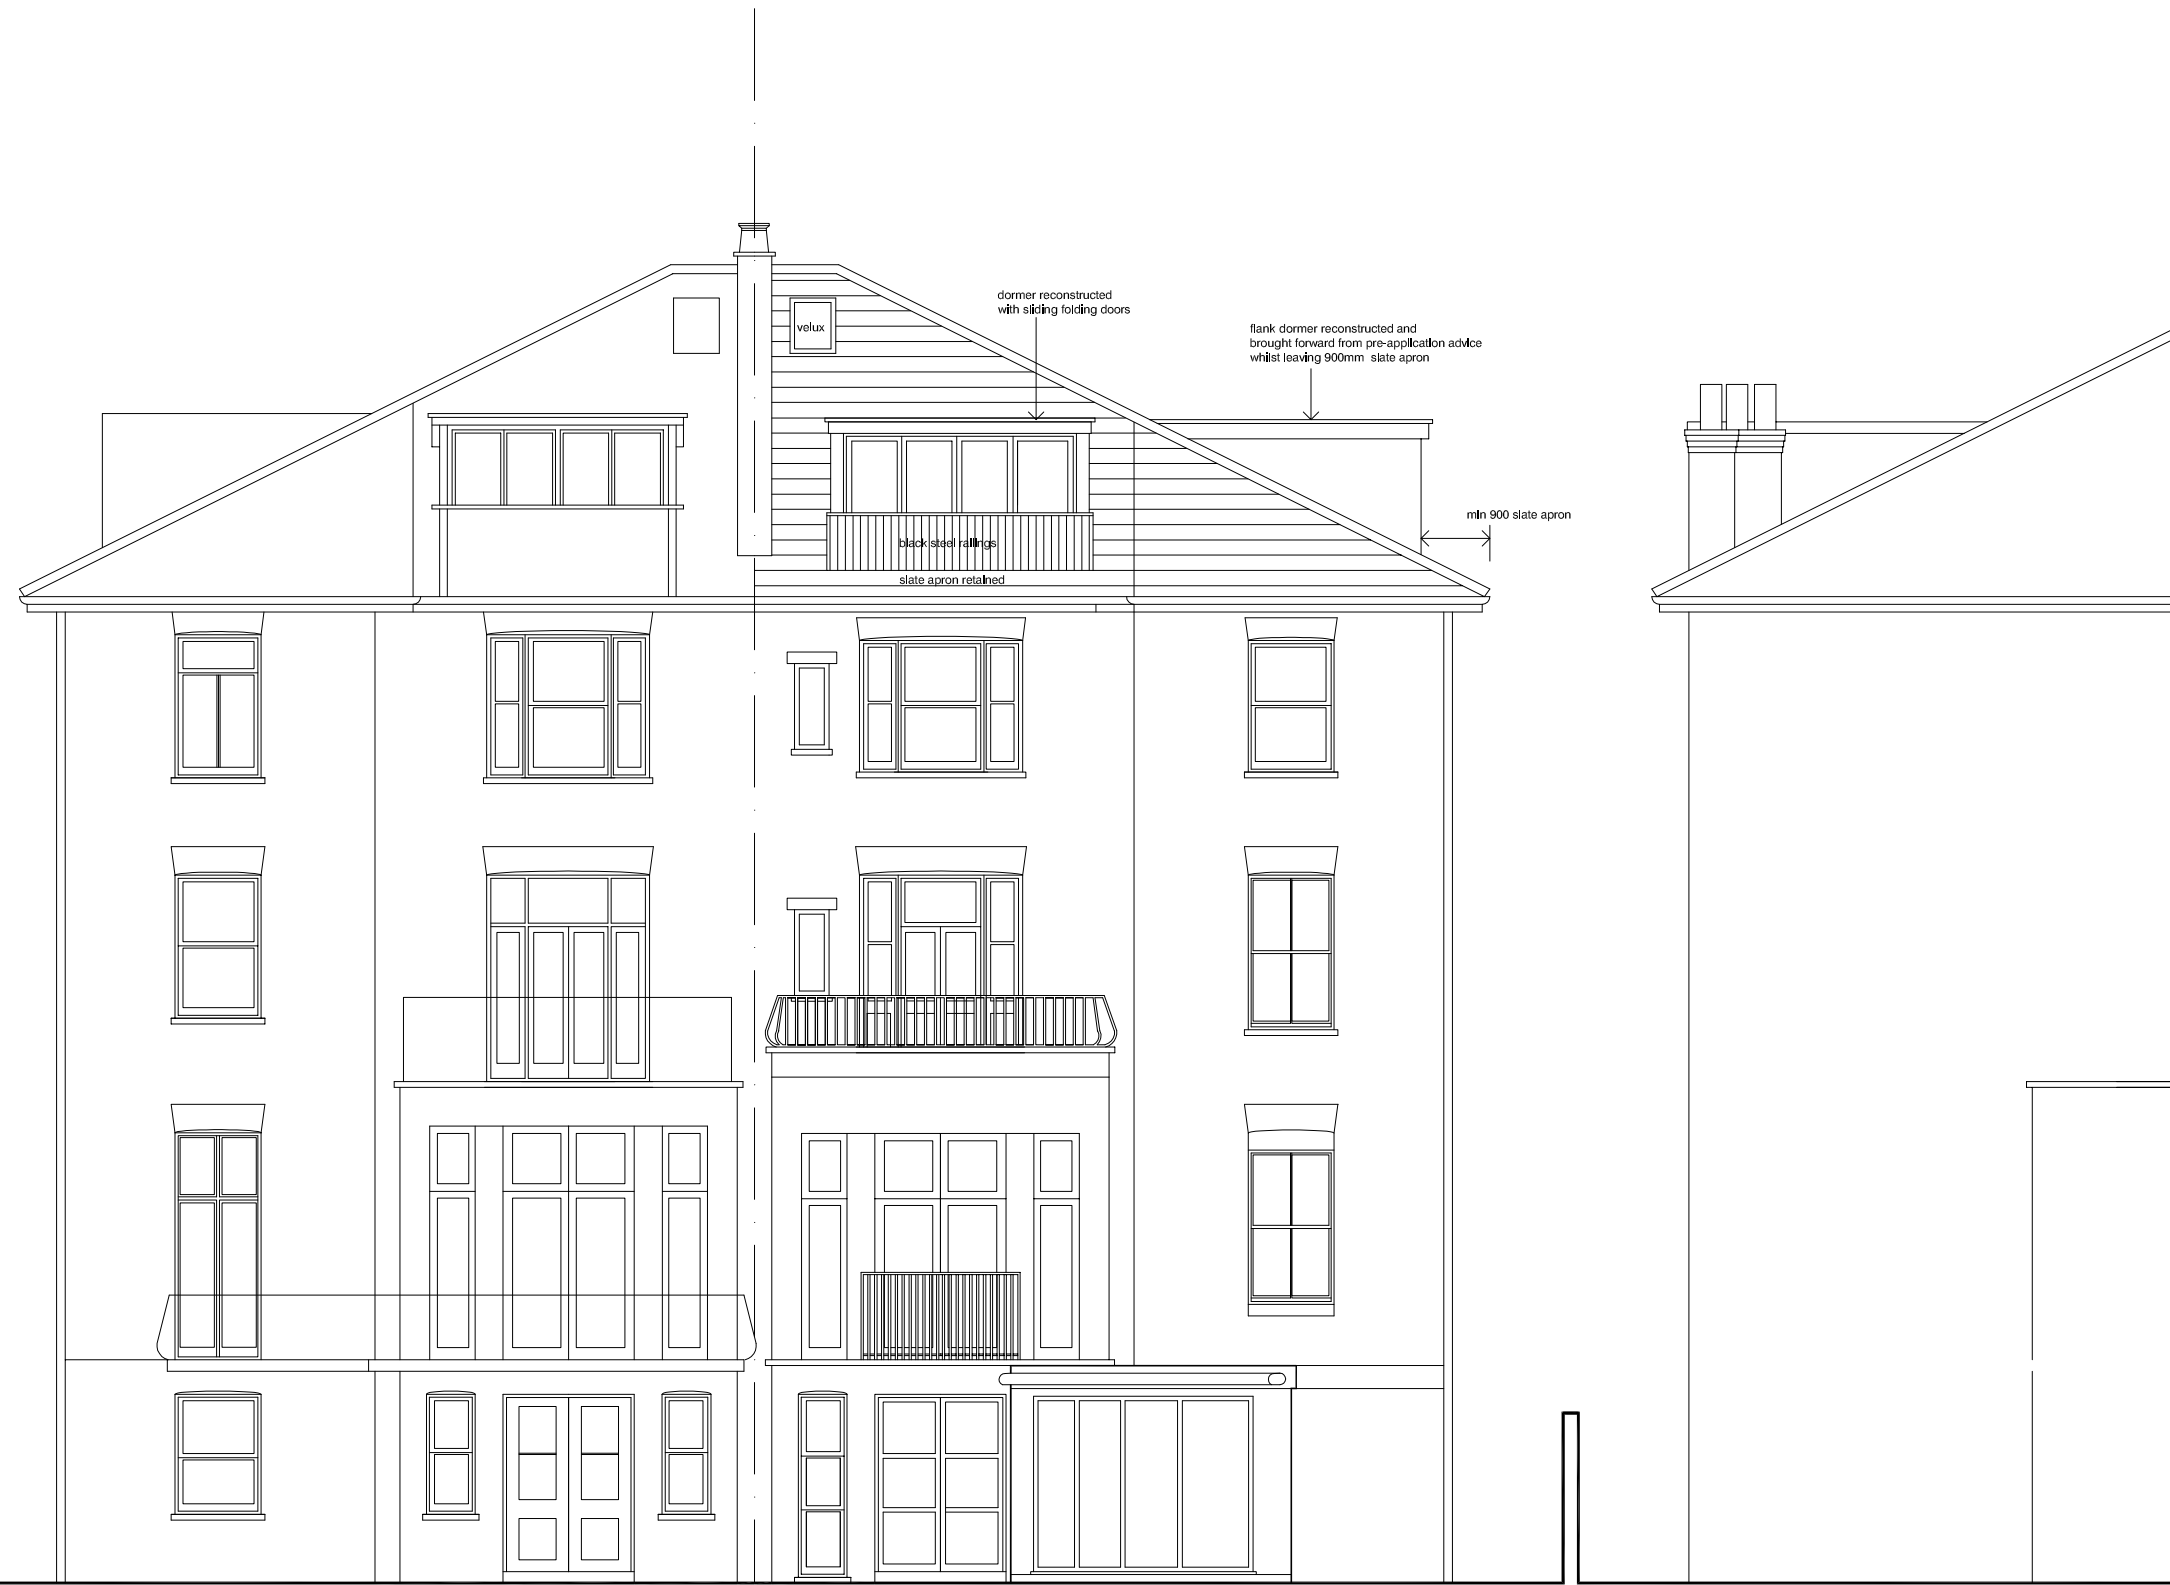 dormer reconstructed
with sliding folding doors
velux
flank dormer reconstructed and
brought forward from pre-application advice
whilst leaving 900mm slate apron
min 900 slate apron
black steel railings
slate apron retained